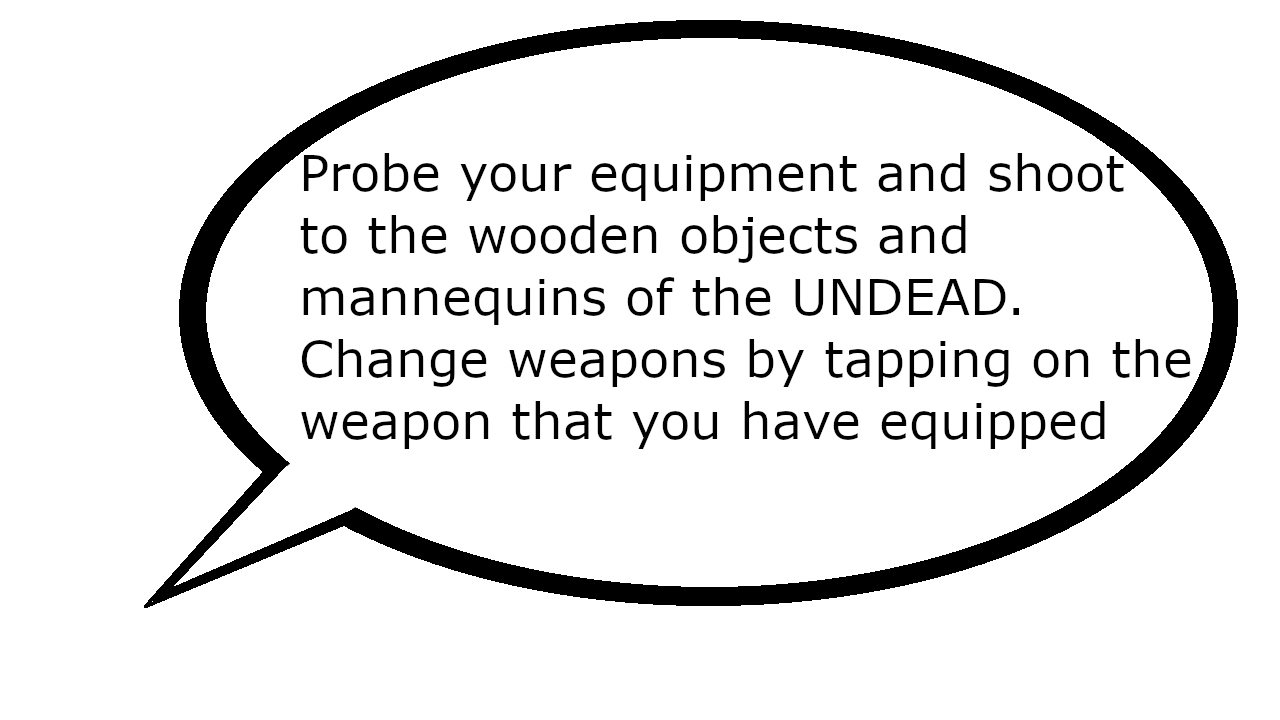 Probe your equipment and shoot
to the wooden objects and
mannequins of the UNDEAD.
Change weapons by tapping on the
weapon that you have equipped